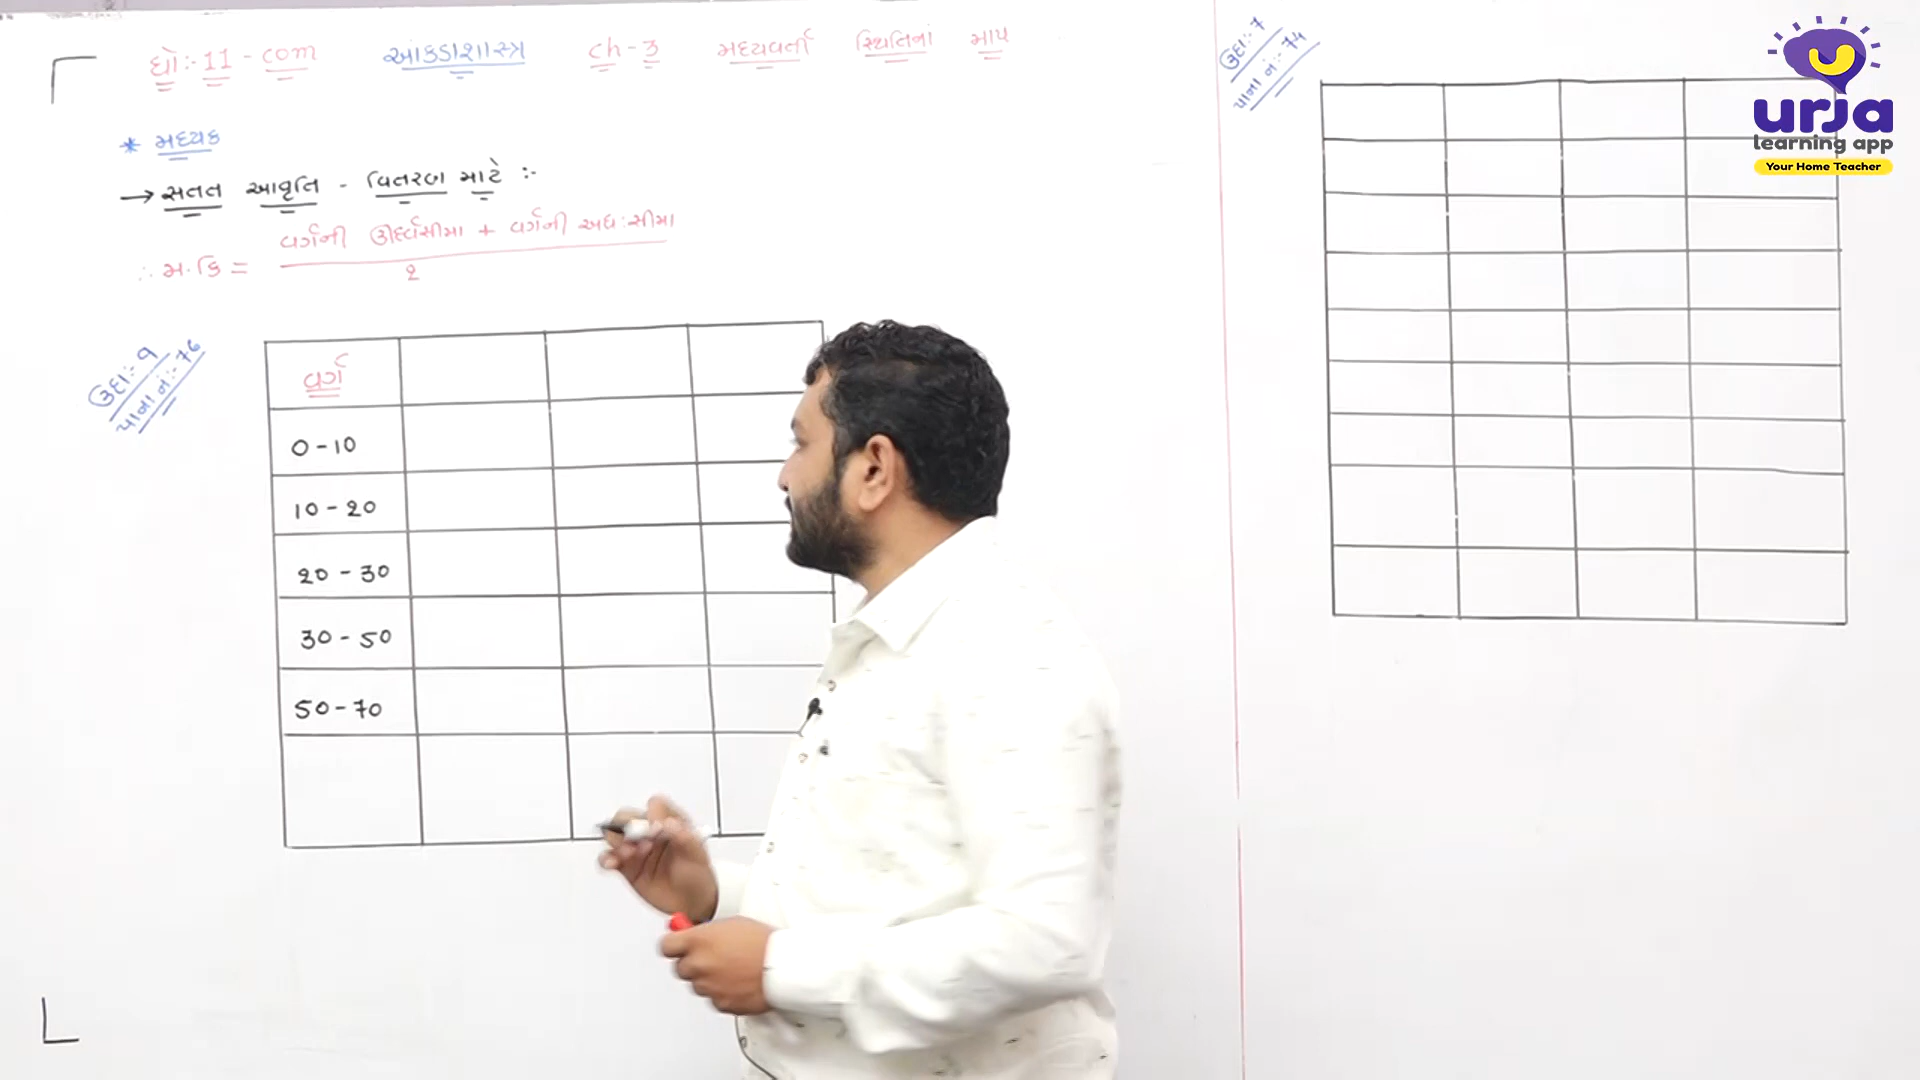 ધો:- 11 - com આંકડાશાસ્ત્ર ch - 3 મધ્યવર્તી સ્થિતિનાં માપ
* મધ્યક
→ સતત આવૃત્તિ - વિતરણ માટે :-
વર્ગની ઊર્ધ્વસીમા + વર્ગની અધ:સીમા
∴ મ.કિ =
2
ઉદા:- 9
પાના નં:- 76
વર્ગ
0 - 10
10 - 20
20 - 30
30 - 50
50 - 70
ઉદા:- 7
પાના નં:- 74
urja
learning app
Your Home Teacher